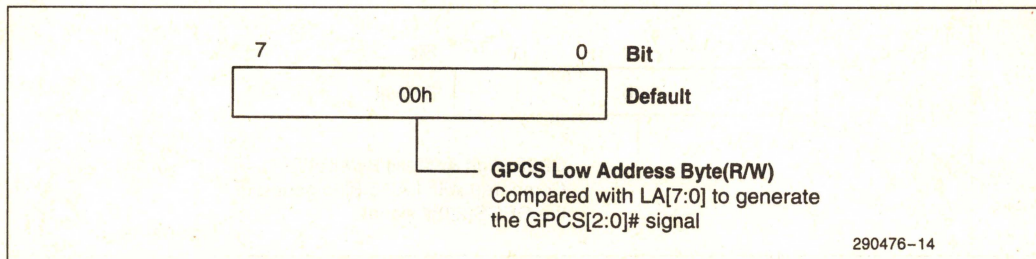 7 0 Bit
00h Default
GPCS Low Address Byte(R/W)
Compared with LA[7:0] to generate
the GPCS[2:0]# signal
290476–14